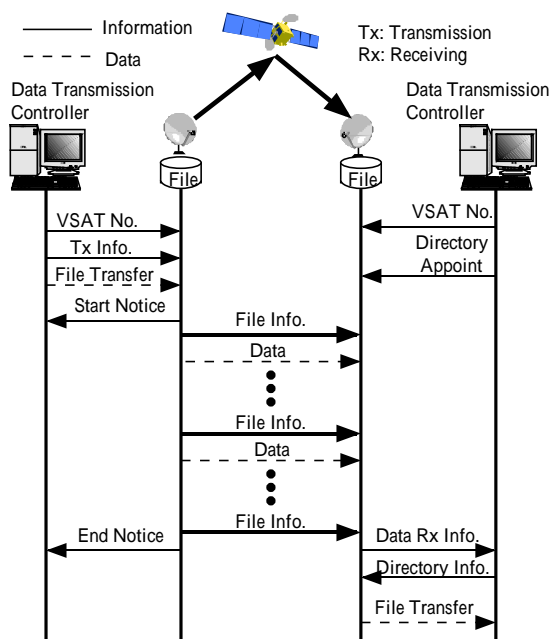 Information
Data
Tx: Transmission
Rx: Receiving
Data Transmission
Controller
Data Transmission
Controller
File
File
VSAT No.
VSAT No.
Tx Info.
Directory
Appoint
File Transfer
Start Notice
File Info.
Data
File Info.
Data
File Info.
End Notice
Data Rx Info.
Directory Info.
File Transfer